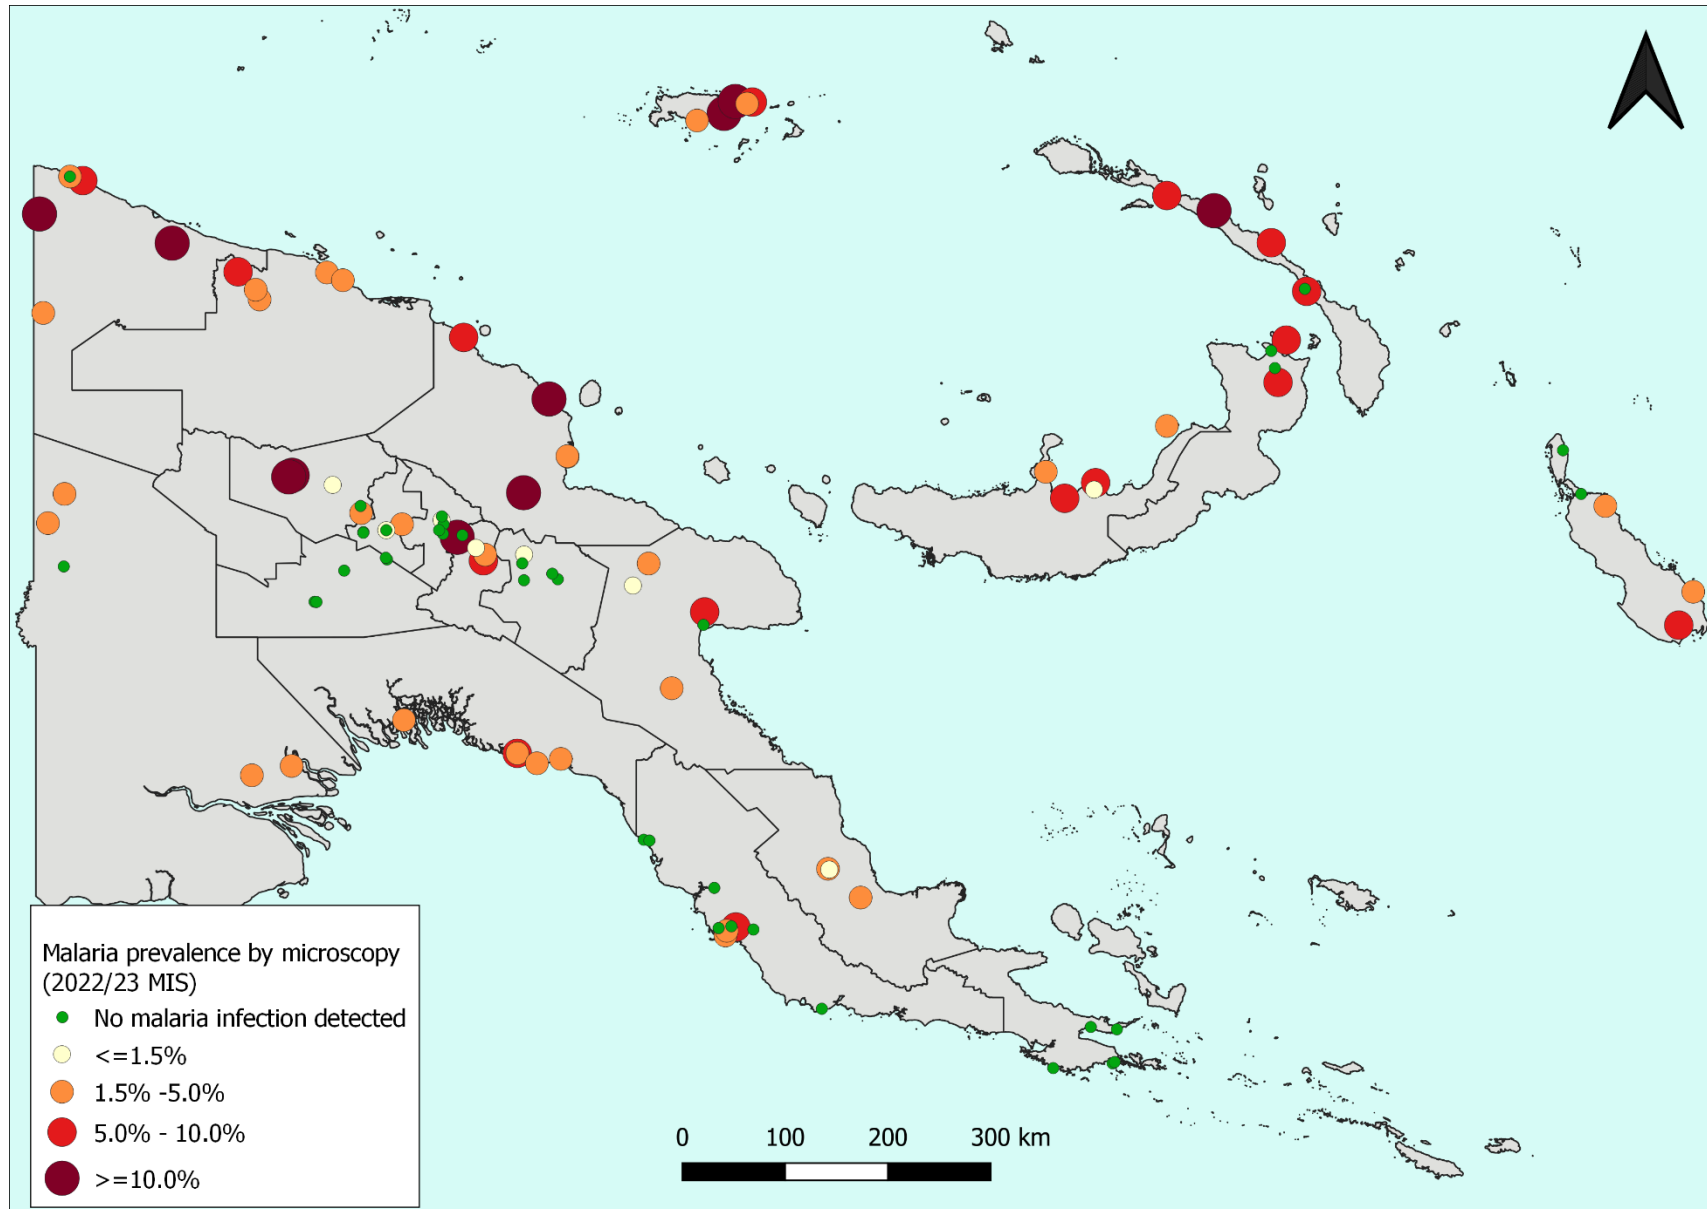 Malaria prevalence by microscopy
(2022/23 MIS)
No malaria infection detected
<=1.5%
1.5% -5.0%
5.0% - 10.0%
>=10.0%
0 100 200 300 km